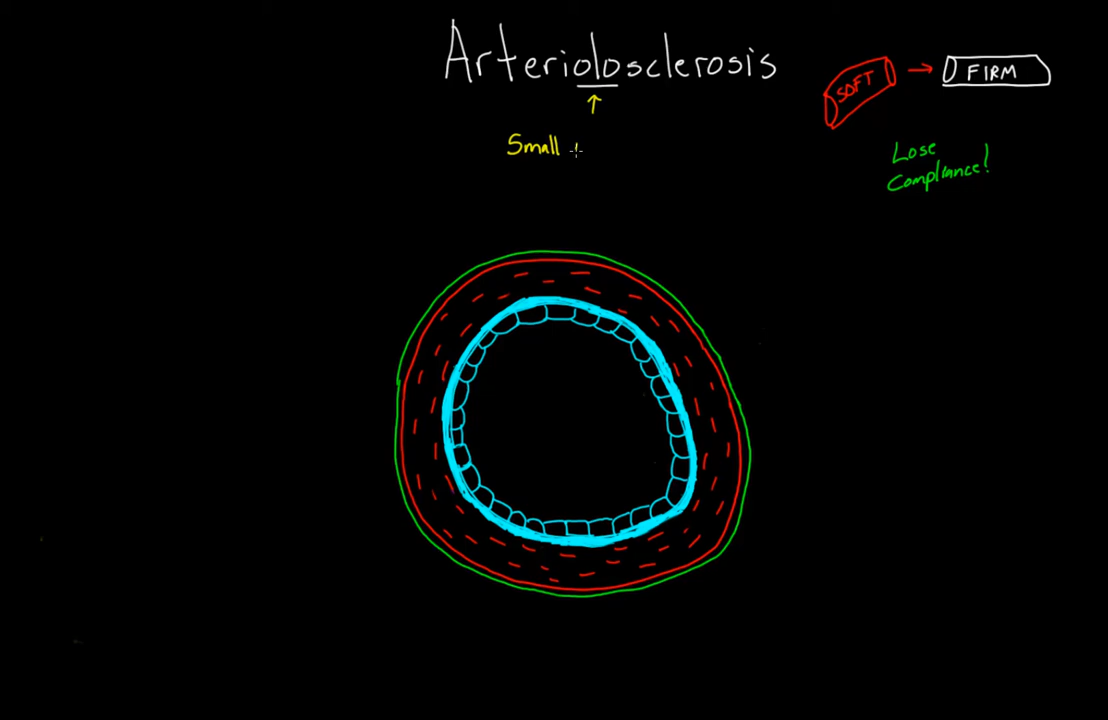 Arteriolosclerosis
SOFT → FIRM
Small
Lose
Compliance!